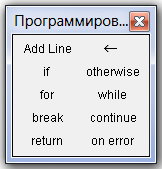 Программиров...
Add Line ←
if otherwise
for while
break continue
return on error